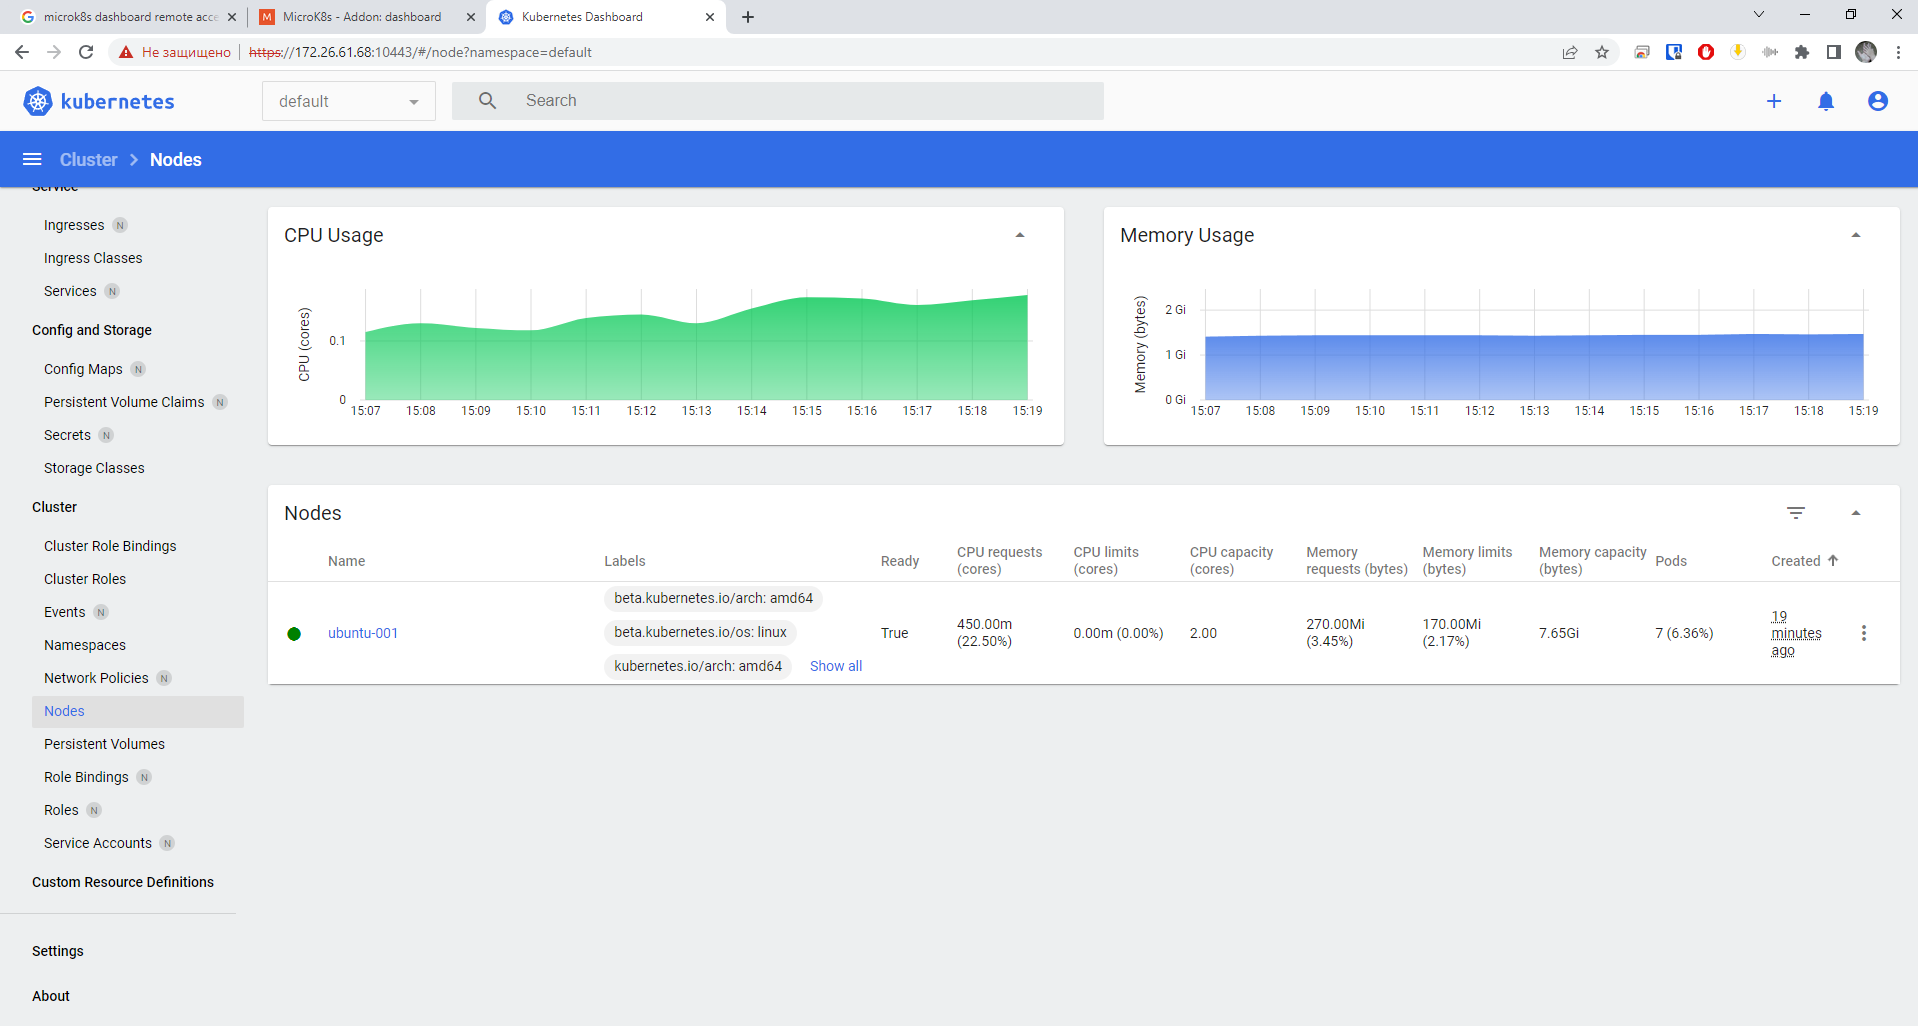 microk8s dashboard remote acce
MicroK8s - Addon: dashboard
Kubernetes Dashboard
Не защищено
https://172.26.61.68:10443/#/node?namespace=default
kubernetes
default
Search
Cluster
Nodes
Service
Ingresses N
Ingress Classes
Services N
Config and Storage
Config Maps N
Persistent Volume Claims N
Secrets N
Storage Classes
Cluster
Cluster Role Bindings
Cluster Roles
Events N
Namespaces
Network Policies N
Nodes
Persistent Volumes
Role Bindings N
Roles N
Service Accounts N
Custom Resource Definitions
Settings
About
CPU Usage
CPU (cores)
0.1
0
15:07 15:08 15:09 15:10 15:11 15:12 15:13 15:14 15:15 15:16 15:17 15:18 15:19
Memory Usage
Memory (bytes)
2 Gi
1 Gi
0 Gi
15:07 15:08 15:09 15:10 15:11 15:12 15:13 15:14 15:15 15:16 15:17 15:18 15:19
Nodes
Name
Labels
Ready
CPU requests
(cores)
CPU limits
(cores)
CPU capacity
(cores)
Memory
requests (bytes)
Memory limits
(bytes)
Memory capacity
(bytes)
Pods
Created
ubuntu-001
beta.kubernetes.io/arch: amd64
beta.kubernetes.io/os: linux
kubernetes.io/arch: amd64
Show all
True
450.00m
(22.50%)
0.00m (0.00%)
2.00
270.00Mi
(3.45%)
170.00Mi
(2.17%)
7.65Gi
7 (6.36%)
19
minutes
ago